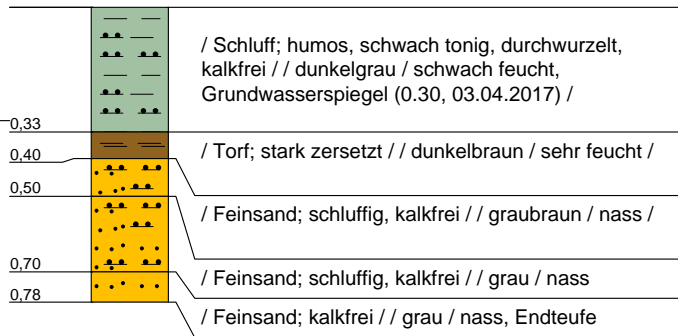 / Schluff; humos, schwach tonig, durchwurzelt,
kalkfrei / / dunkelgrau / schwach feucht,
Grundwasserspiegel (0.30, 03.04.2017) /
0,33
/ Torf; stark zersetzt / / dunkelbraun / sehr feucht /
0,40
0,50
/ Feinsand; schluffig, kalkfrei / / graubraun / nass /
0,70
/ Feinsand; schluffig, kalkfrei / / grau / nass
0,78
/ Feinsand; kalkfrei / / grau / nass, Endteufe